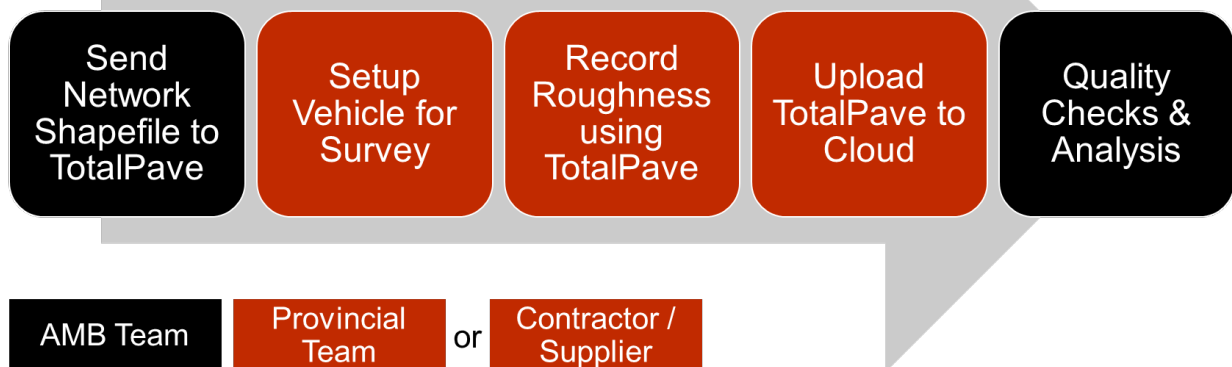 Send
Network
Shapefile to
TotalPave
Setup
Vehicle for
Survey
Record
Roughness
using
TotalPave
Upload
TotalPave to
Cloud
Quality
Checks &
Analysis
AMB Team
Provincial
Team
or
Contractor /
Supplier